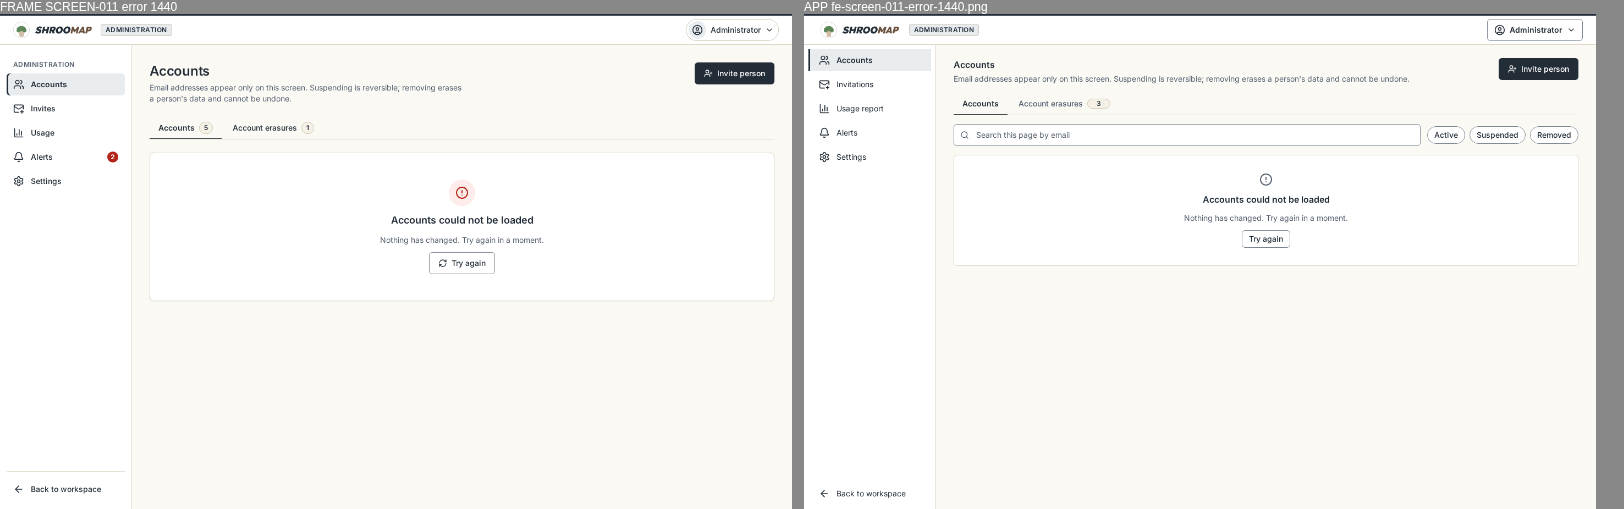 FRAME SCREEN-011 error 1440
SHROOMAP ADMINISTRATION Administrator
ADMINISTRATION
Accounts
Invites
Usage
Alerts 2
Settings
Back to workspace
Accounts
Email addresses appear only on this screen. Suspending is reversible; removing erases
a person's data and cannot be undone.
Invite person
Accounts 5 Account erasures 1
Accounts could not be loaded
Nothing has changed. Try again in a moment.
Try again
APP fe-screen-011-error-1440.png
SHROOMAP ADMINISTRATION Administrator
Accounts
Invitations
Usage report
Alerts
Settings
Back to workspace
Accounts
Email addresses appear only on this screen. Suspending is reversible; removing erases a person's data and cannot be undone.
Invite person
Accounts Account erasures 3
Search this page by email Active Suspended Removed
Accounts could not be loaded
Nothing has changed. Try again in a moment.
Try again